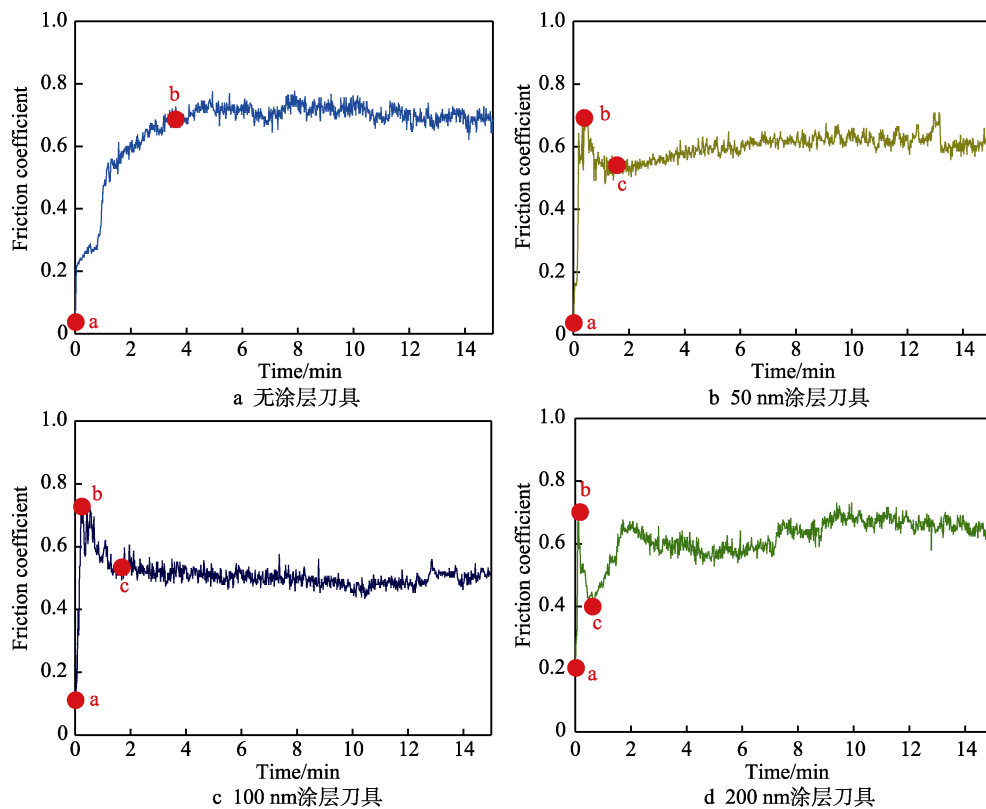 1.0
0.8
0.6
0.4
0.2
0
Friction coefficient
b
a
0 2 4 6 8 10 12 14
Time/min
a 无涂层刀具
1.0
0.8
0.6
0.4
0.2
0
Friction coefficient
b
c
a
0 2 4 6 8 10 12 14
Time/min
b 50 nm涂层刀具
1.0
0.8
0.6
0.4
0.2
0
Friction coefficient
b
c
a
0 2 4 6 8 10 12 14
Time/min
c 100 nm涂层刀具
1.0
0.8
0.6
0.4
0.2
0
Friction coefficient
b
c
a
0 2 4 6 8 10 12 14
Time/min
d 200 nm涂层刀具